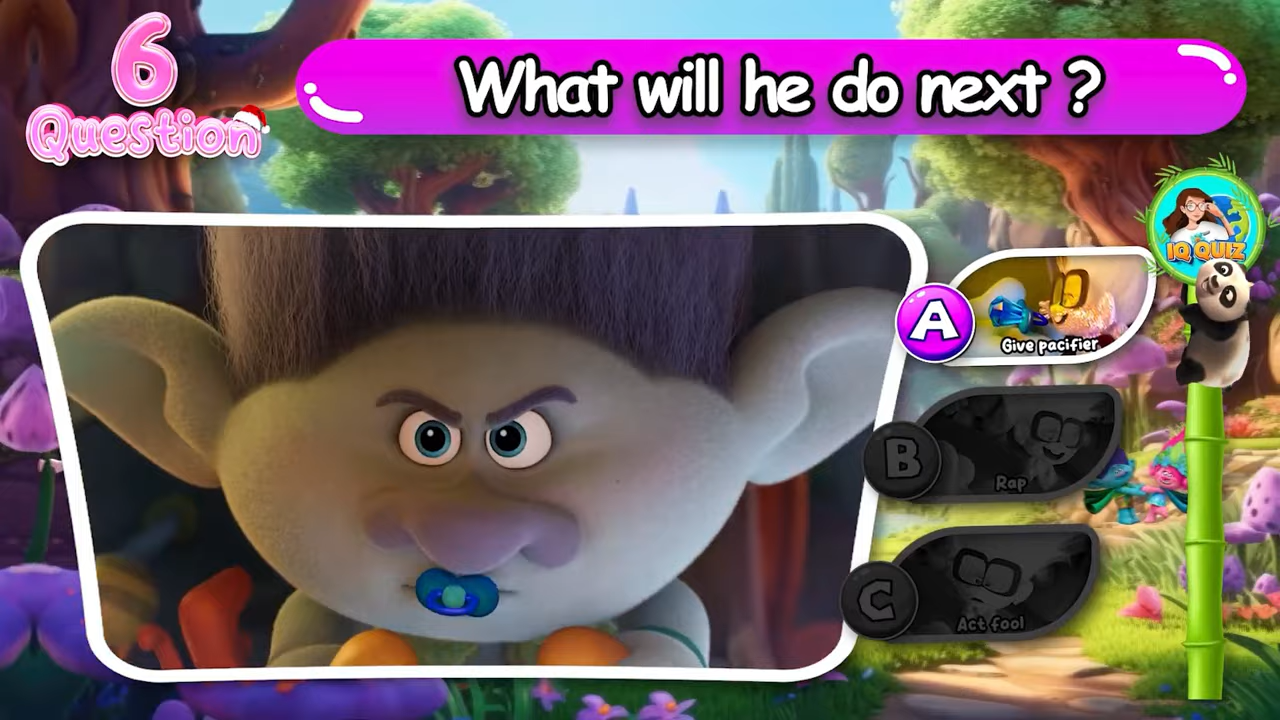 6
Question
What will he do next ?
IQ QUIZ
A
Give pacifier
B
Rap
C
Act fool